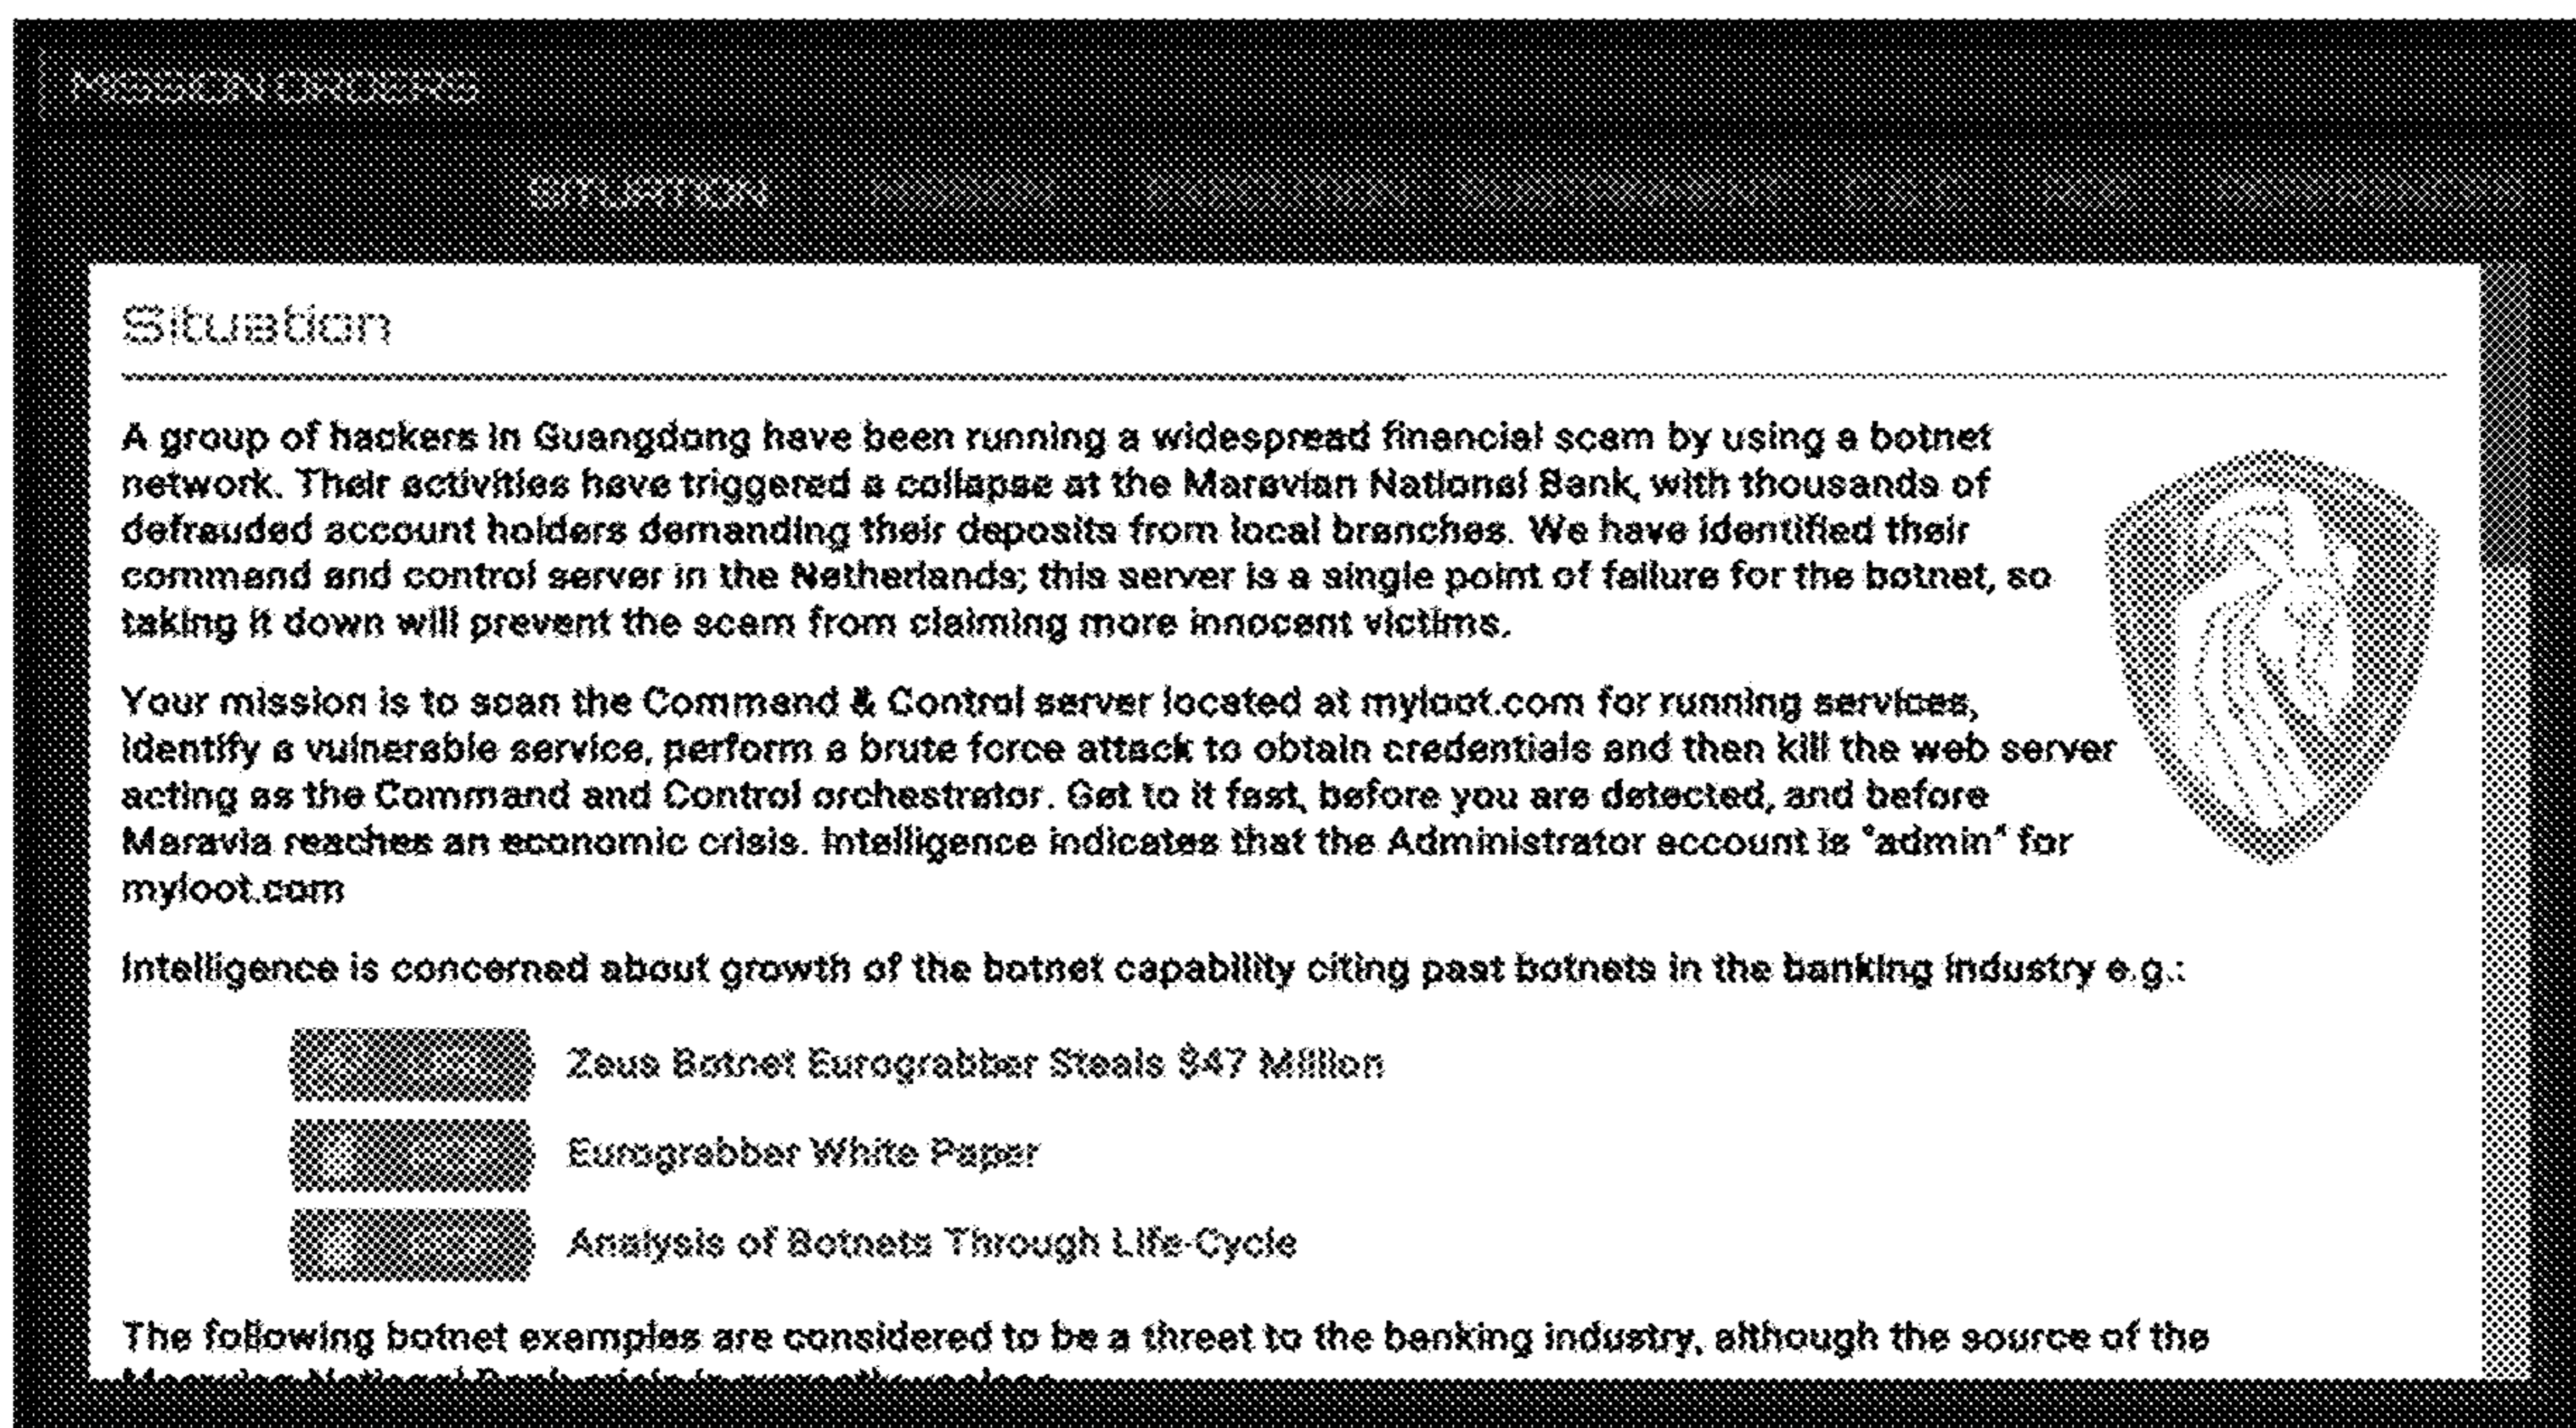 MISSION ORDERS
SITUATION MISSION EXECUTION
Situation
A group of hackers in Guangdong have been running a widespread financial scam by using a botnet
network. Their activities have triggered a collapse at the Maravian National Bank, with thousands of
defrauded account holders demanding their deposits from local branches. We have identified their
command and control server in the Netherlands; this server is a single point of failure for the botnet, so
taking it down will prevent the scam from claiming more innocent victims.
Your mission is to scan the Command & Control server located at myloot.com for running services,
identify a vulnerable service, perform a brute force attack to obtain credentials and then kill the web server
acting as the Command and Control orchestrator. Get to it fast, before you are detected, and before
Maravia reaches an economic crisis. Intelligence indicates that the Administrator account is "admin" for
myloot.com
Intelligence is concerned about growth of the botnet capability citing past botnets in the banking industry e.g.:
Zeus Botnet Eurograbber Steals $47 Million
Eurograbber White Paper
Analysis of Botnets Through Life-Cycle
The following botnet examples are considered to be a threat to the banking industry, although the source of the